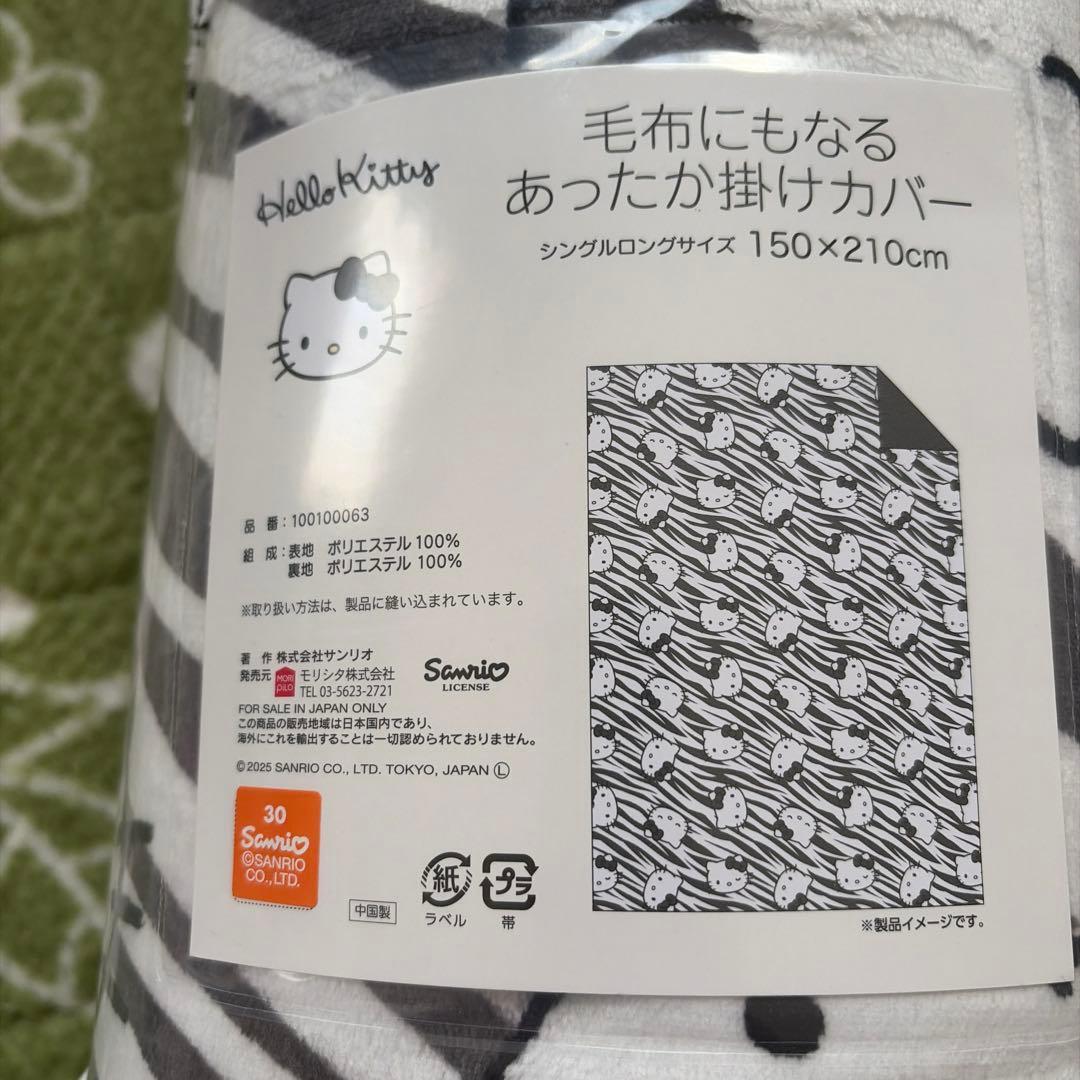 Hello Kitty
毛布にもなる
あったか掛けカバー
シングルロングサイズ 150×210cm
品 番：100100063
組 成：表地 ポリエステル 100%
裏地 ポリエステル 100%
※取り扱い方法は、製品に縫い込まれています。
著 作 株式会社サンリオ
発売元 MORIPiLO モリシタ株式会社
TEL 03-5623-2721
Sanrio
LICENSE
FOR SALE IN JAPAN ONLY
この商品の販売地域は日本国内であり、
海外にこれを輸出することは一切認められておりません。
©2025 SANRIO CO., LTD. TOKYO, JAPAN Ⓛ
30
Sanrio
©SANRIO
CO.,LTD.
中国製
紙
ラベル
プラ
帯
※製品イメージです。